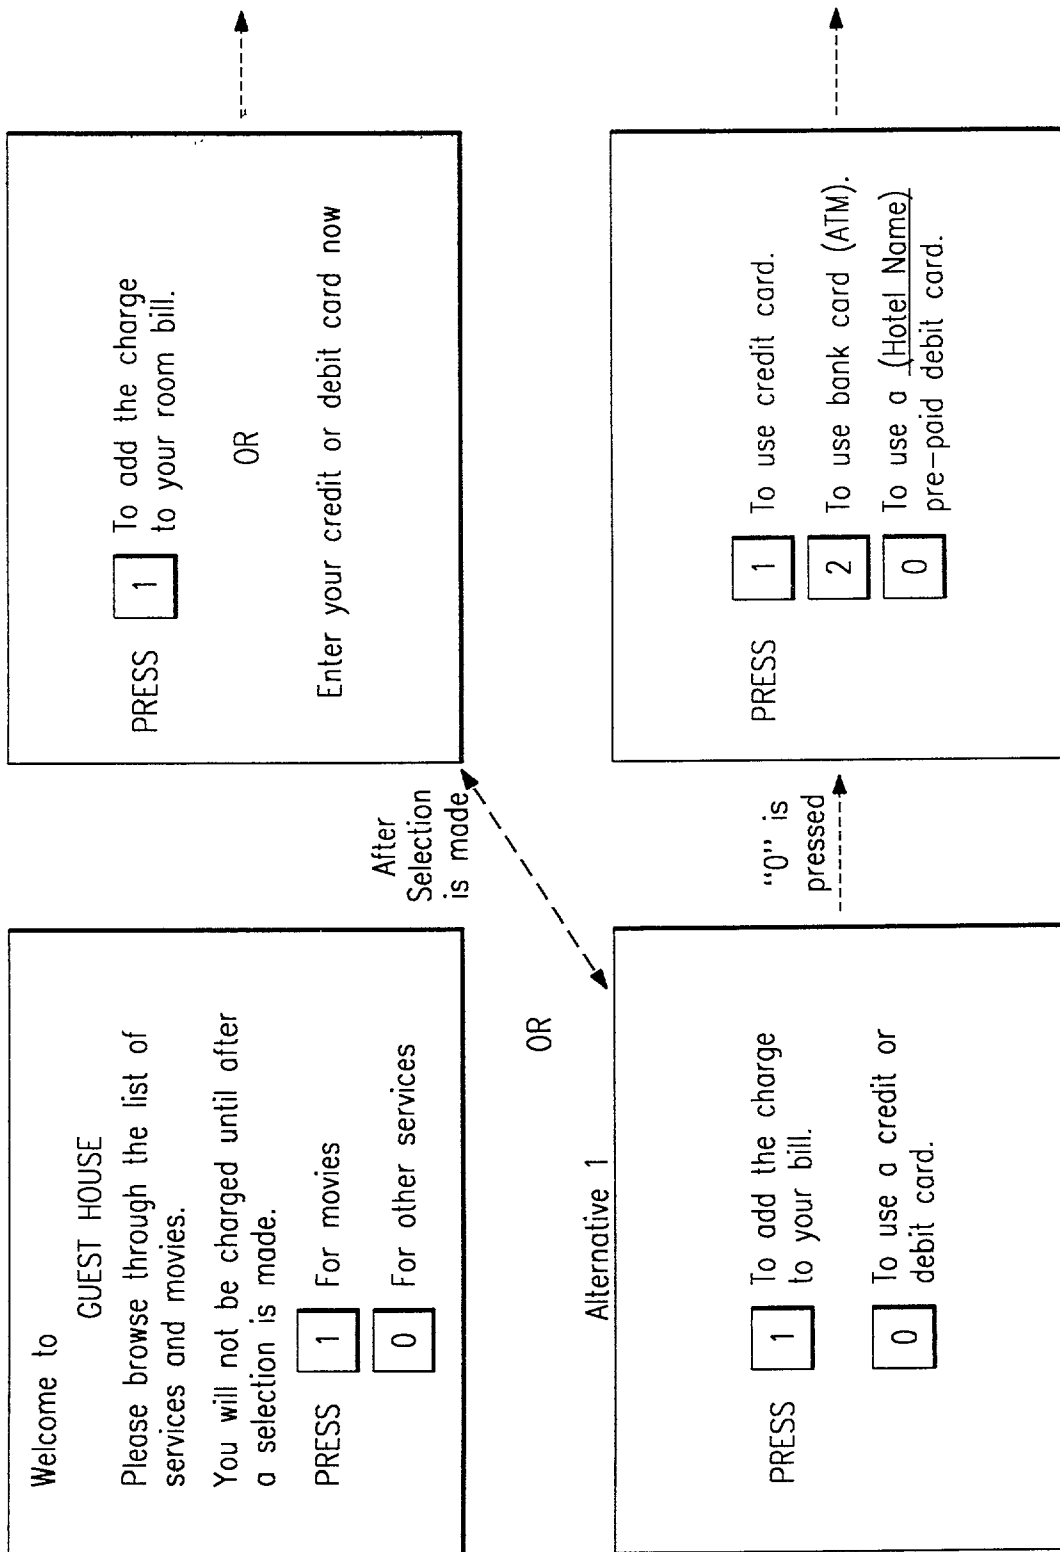 Welcome to
GUEST HOUSE
Please browse through the list of
services and movies.
You will not be charged until after
a selection is made.
PRESS 1 For movies
0 For other services
After
Selection
is made
PRESS 1 To add the charge
to your room bill.
OR
Enter your credit or debit card now
OR
Alternative 1
PRESS 1 To add the charge
to your bill.
0 To use a credit or
debit card.
"0" is
pressed
PRESS 1 To use credit card.
2 To use bank card (ATM).
0 To use a (Hotel Name)
pre-paid debit card.